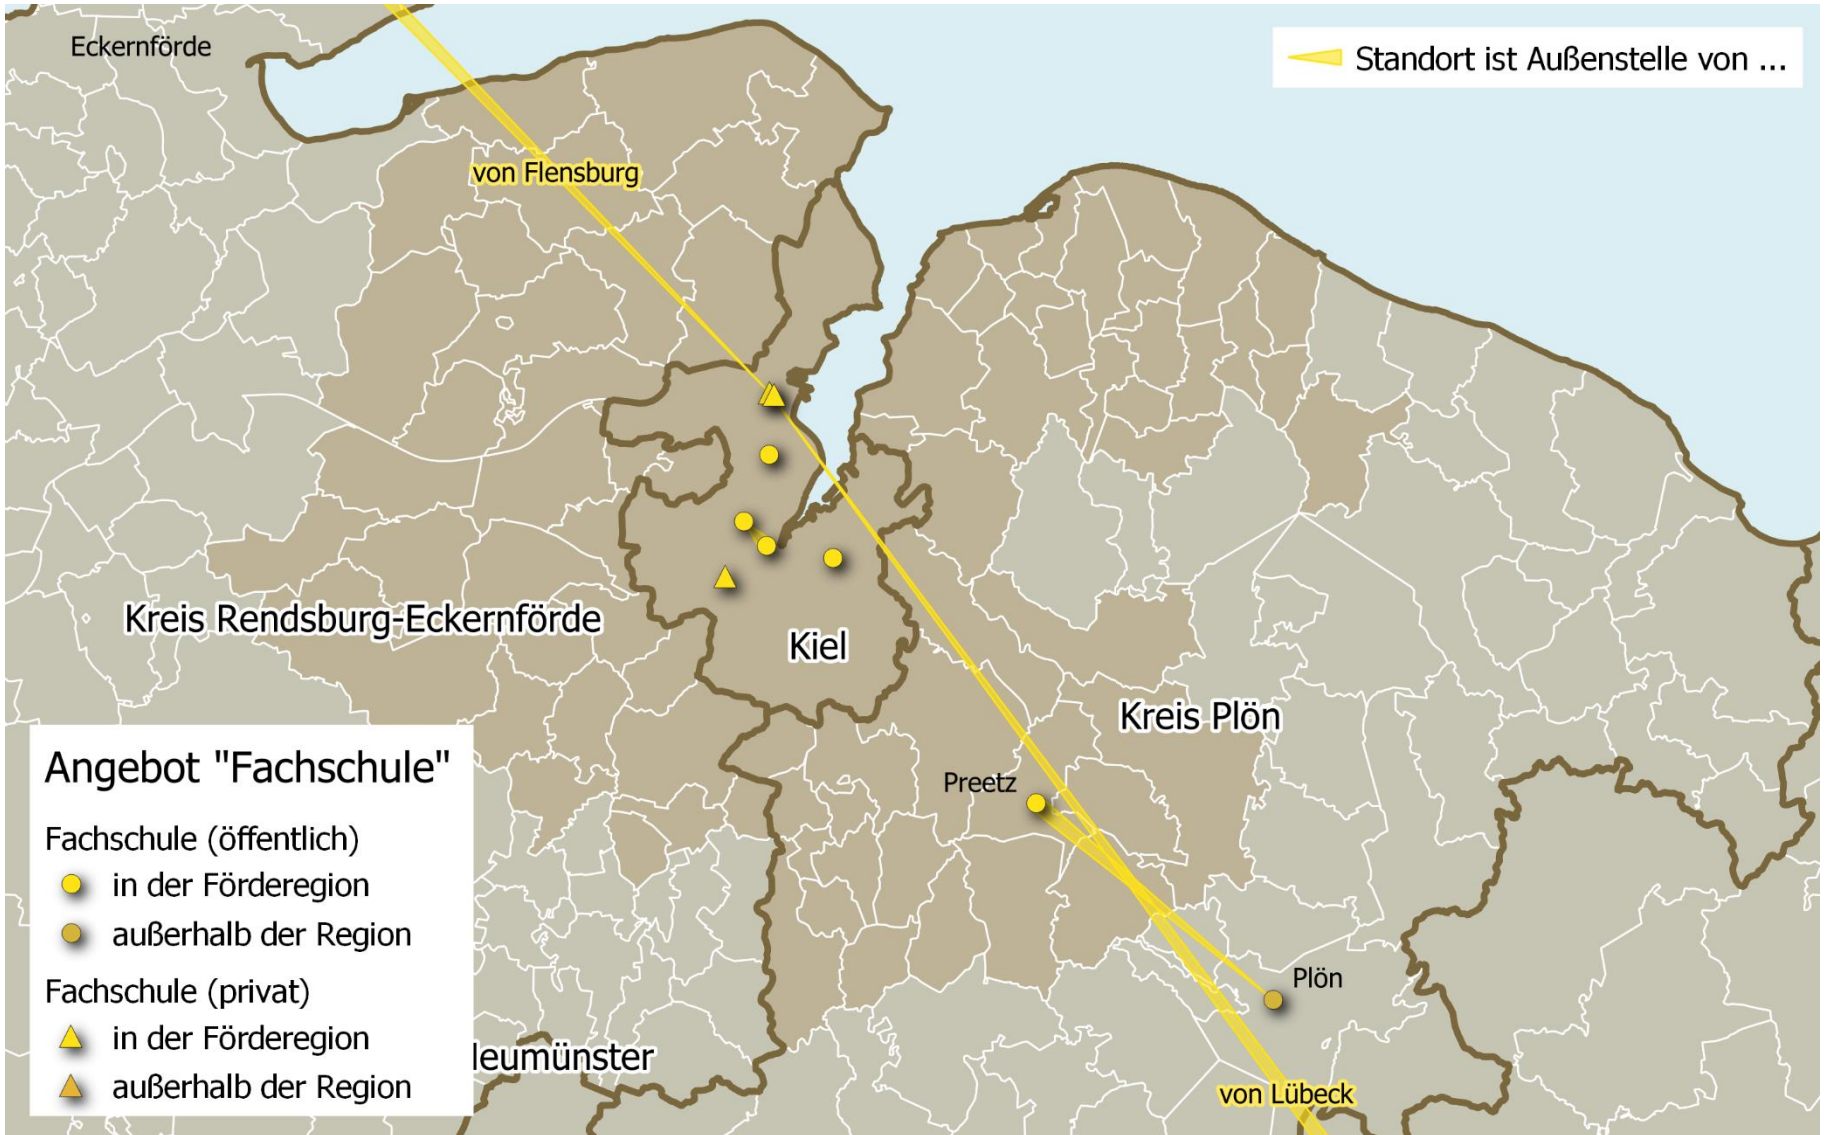 Eckernförde
Standort ist Außenstelle von ...
von Flensburg
Kreis Rendsburg-Eckernförde
Kiel
Kreis Plön
Preetz
Plön
leumünster
von Lübeck
Angebot "Fachschule"
Fachschule (öffentlich)
in der Förderegion
außerhalb der Region
Fachschule (privat)
in der Förderegion
außerhalb der Region